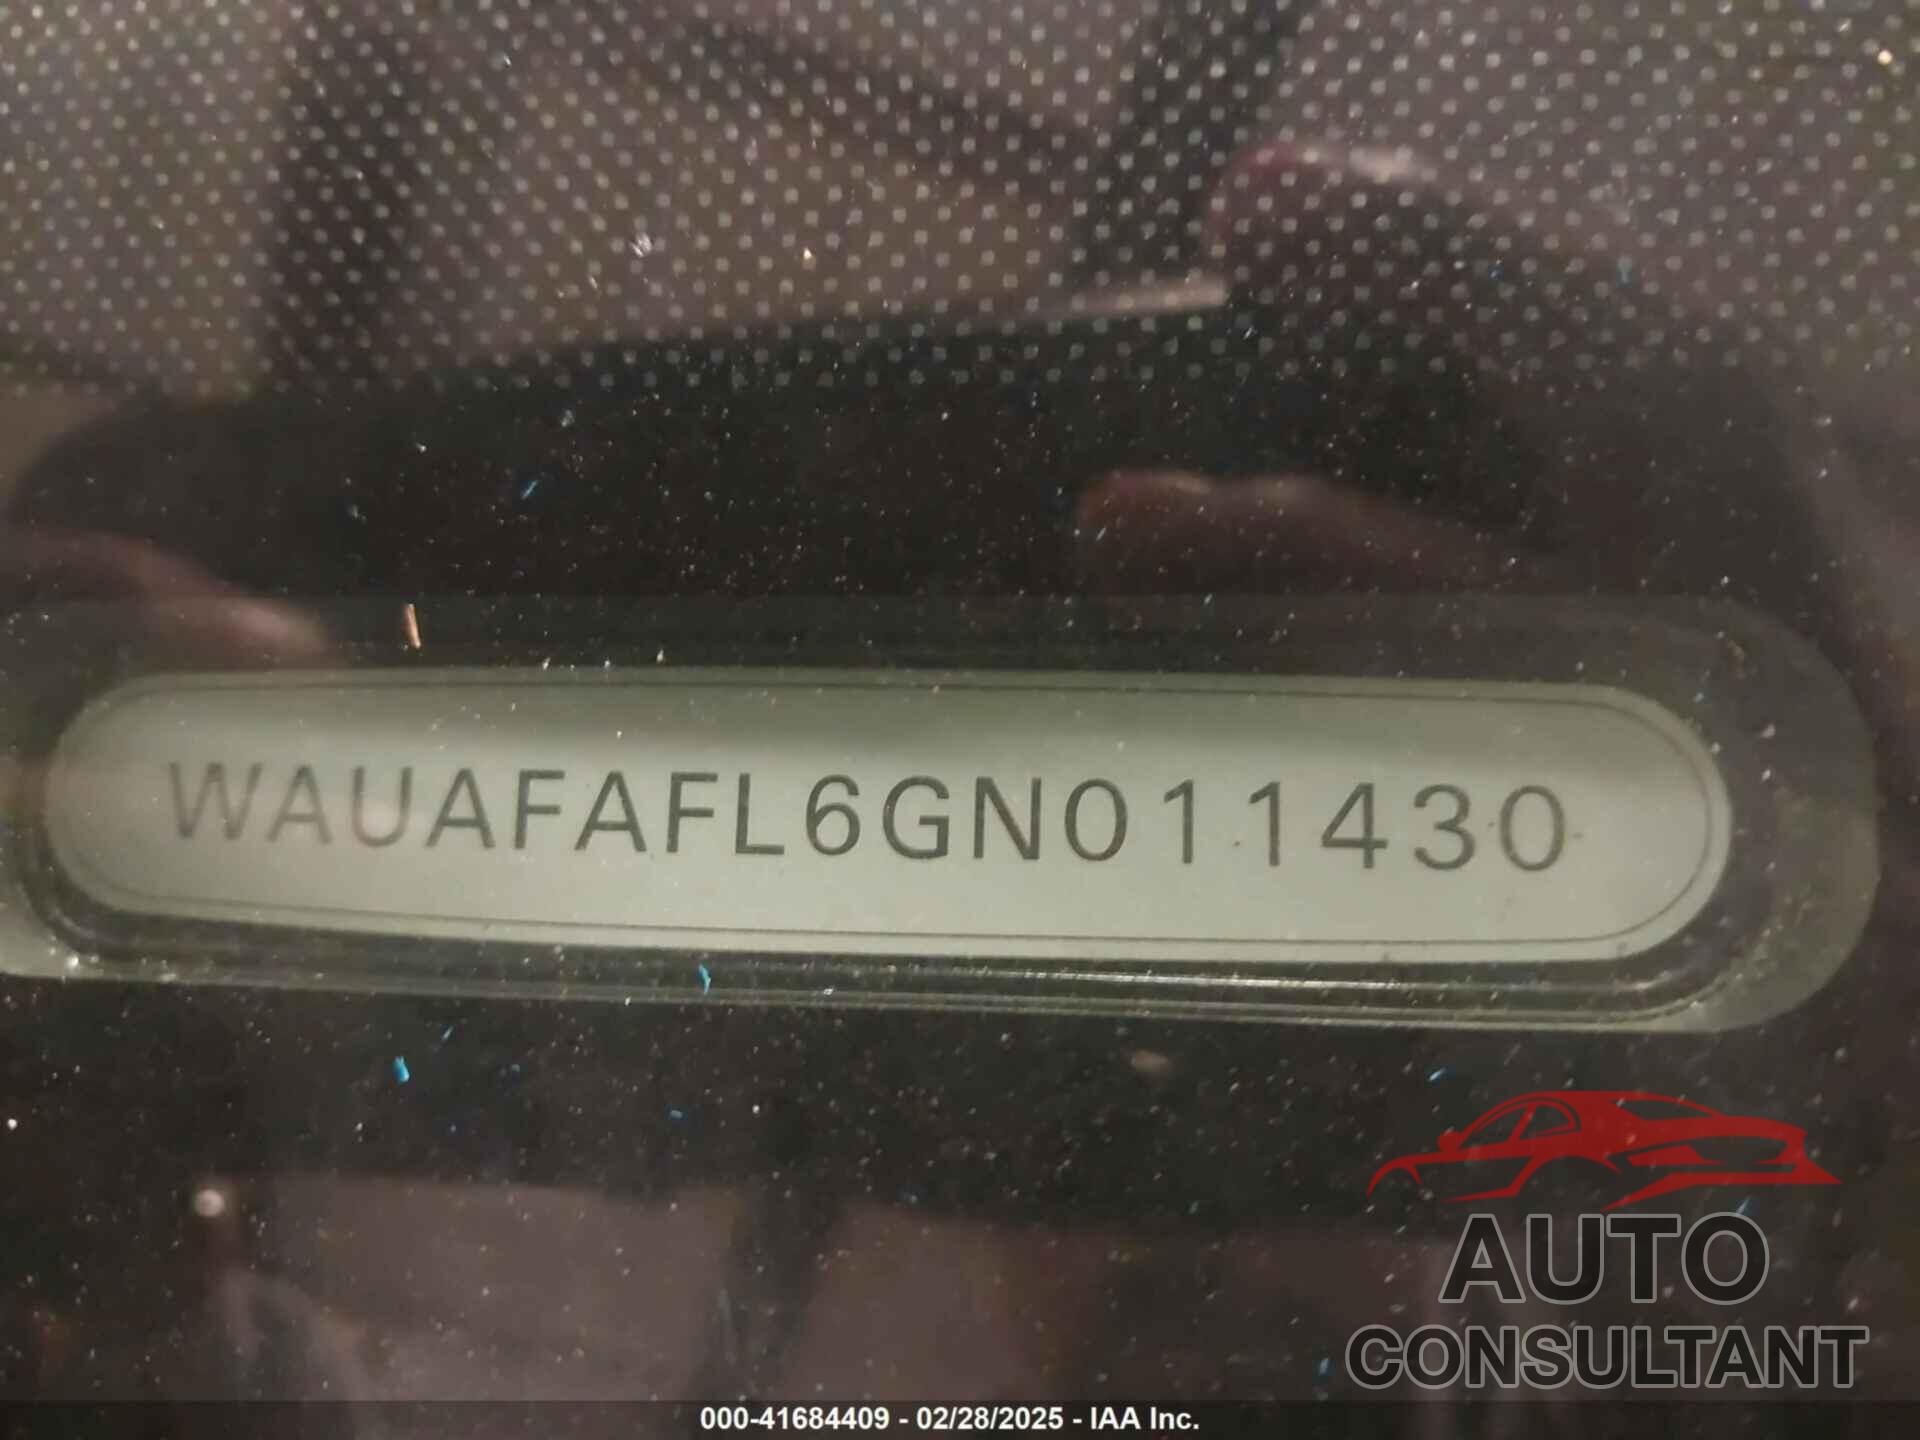 WAUAFAFL6GN011430
AUTO
CONSULTANT
000-41684409 - 02/28/2025 - IAA Inc.